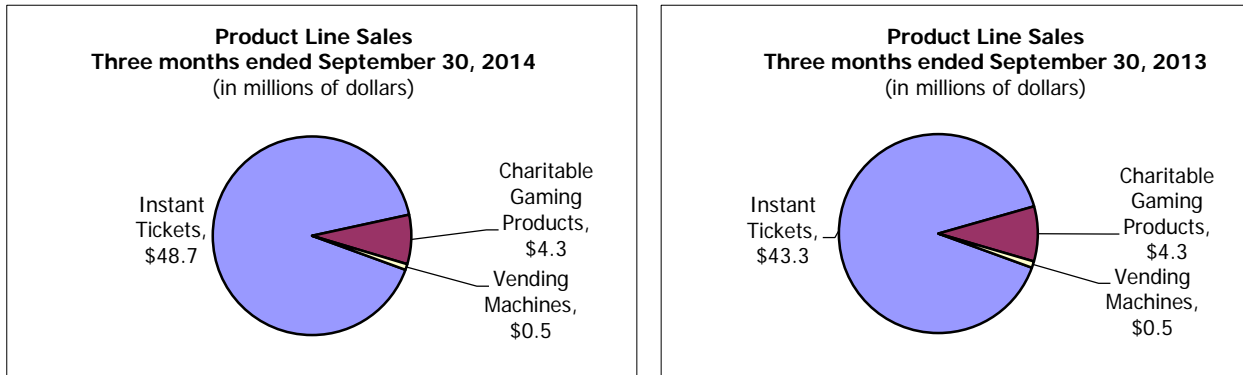 Product Line Sales
Three months ended September 30, 2014
(in millions of dollars)
Instant
Tickets,
$48.7
Charitable
Gaming
Products,
$4.3
Vending
Machines,
$0.5
Product Line Sales
Three months ended September 30, 2013
(in millions of dollars)
Instant
Tickets,
$43.3
Charitable
Gaming
Products,
$4.3
Vending
Machines,
$0.5